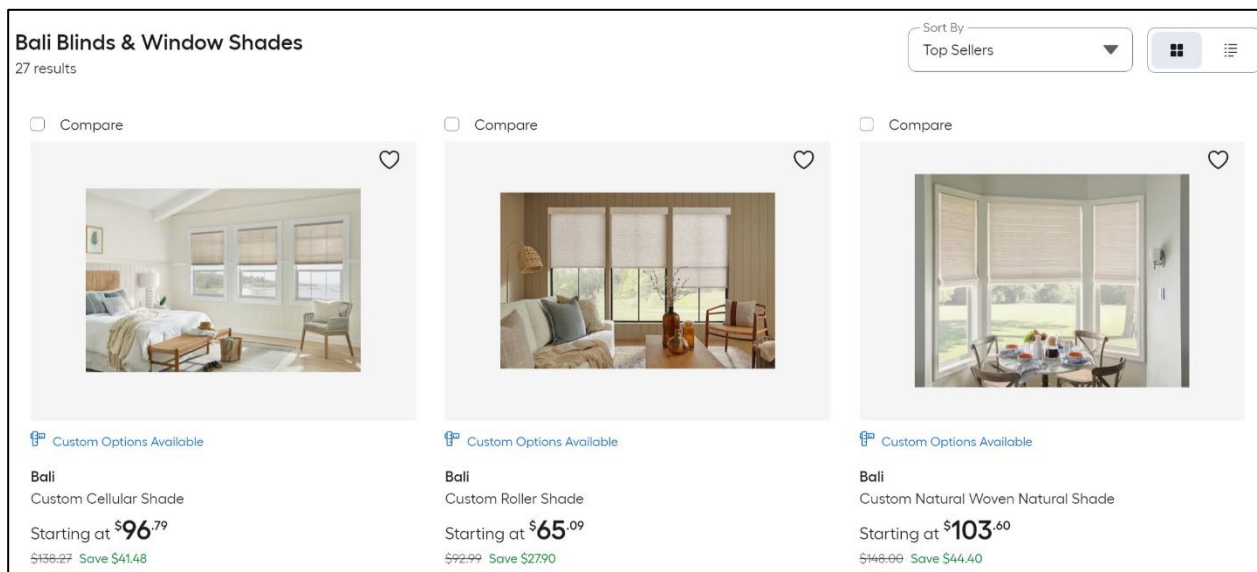 Bali Blinds & Window Shades
27 results
Sort By
Top Sellers
Compare
Compare
Compare
Custom Options Available
Custom Options Available
Custom Options Available
Bali
Custom Cellular Shade
Starting at $96.79
$138.27 Save $41.48
Bali
Custom Roller Shade
Starting at $65.09
$92.99 Save $27.90
Bali
Custom Natural Woven Natural Shade
Starting at $103.60
$148.00 Save $44.40